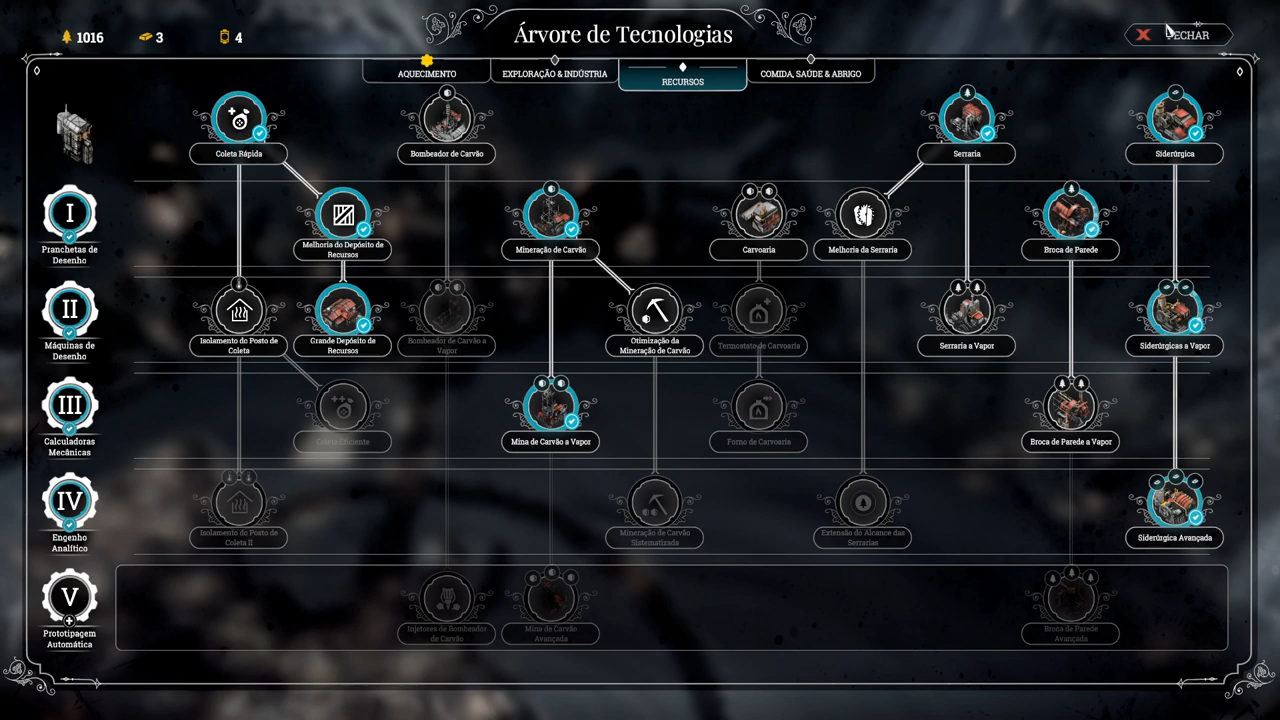 1016
3
4
Árvore de Tecnologias
FECHAR
AQUECIMENTO
EXPLORAÇÃO & INDÚSTRIA
RECURSOS
COMIDA, SAÚDE & ABRIGO
Coleta Rápida
Bombeador de Carvão
Serraria
Siderúrgica
I
Pranchetas de
Desenho
Melhoria do Depósito de
Recursos
Mineração de Carvão
Carvoaria
Melhoria da Serraria
Broca de Parede
II
Máquinas de
Desenho
Isolamento do Posto de
Coleta
Grande Depósito de
Recursos
Bombeador de Carvão a
Vapor
Otimização da
Mineração de Carvão
Termostato de Carvoaria
Serraria a Vapor
Siderúrgicas a Vapor
III
Calculadoras
Mecânicas
Coleta Eficiente
Mina de Carvão a Vapor
Forno de Carvoaria
Broca de Parede a Vapor
IV
Engenho
Analítico
Isolamento do Posto de
Coleta II
Mineração de Carvão
Sistematizada
Extensão do Alcance das
Serrarias
Siderúrgica Avançada
V
Prototipagem
Automática
Injetores de Bombeador
de Carvão
Mina de Carvão
Avançada
Broca de Parede
Avançada